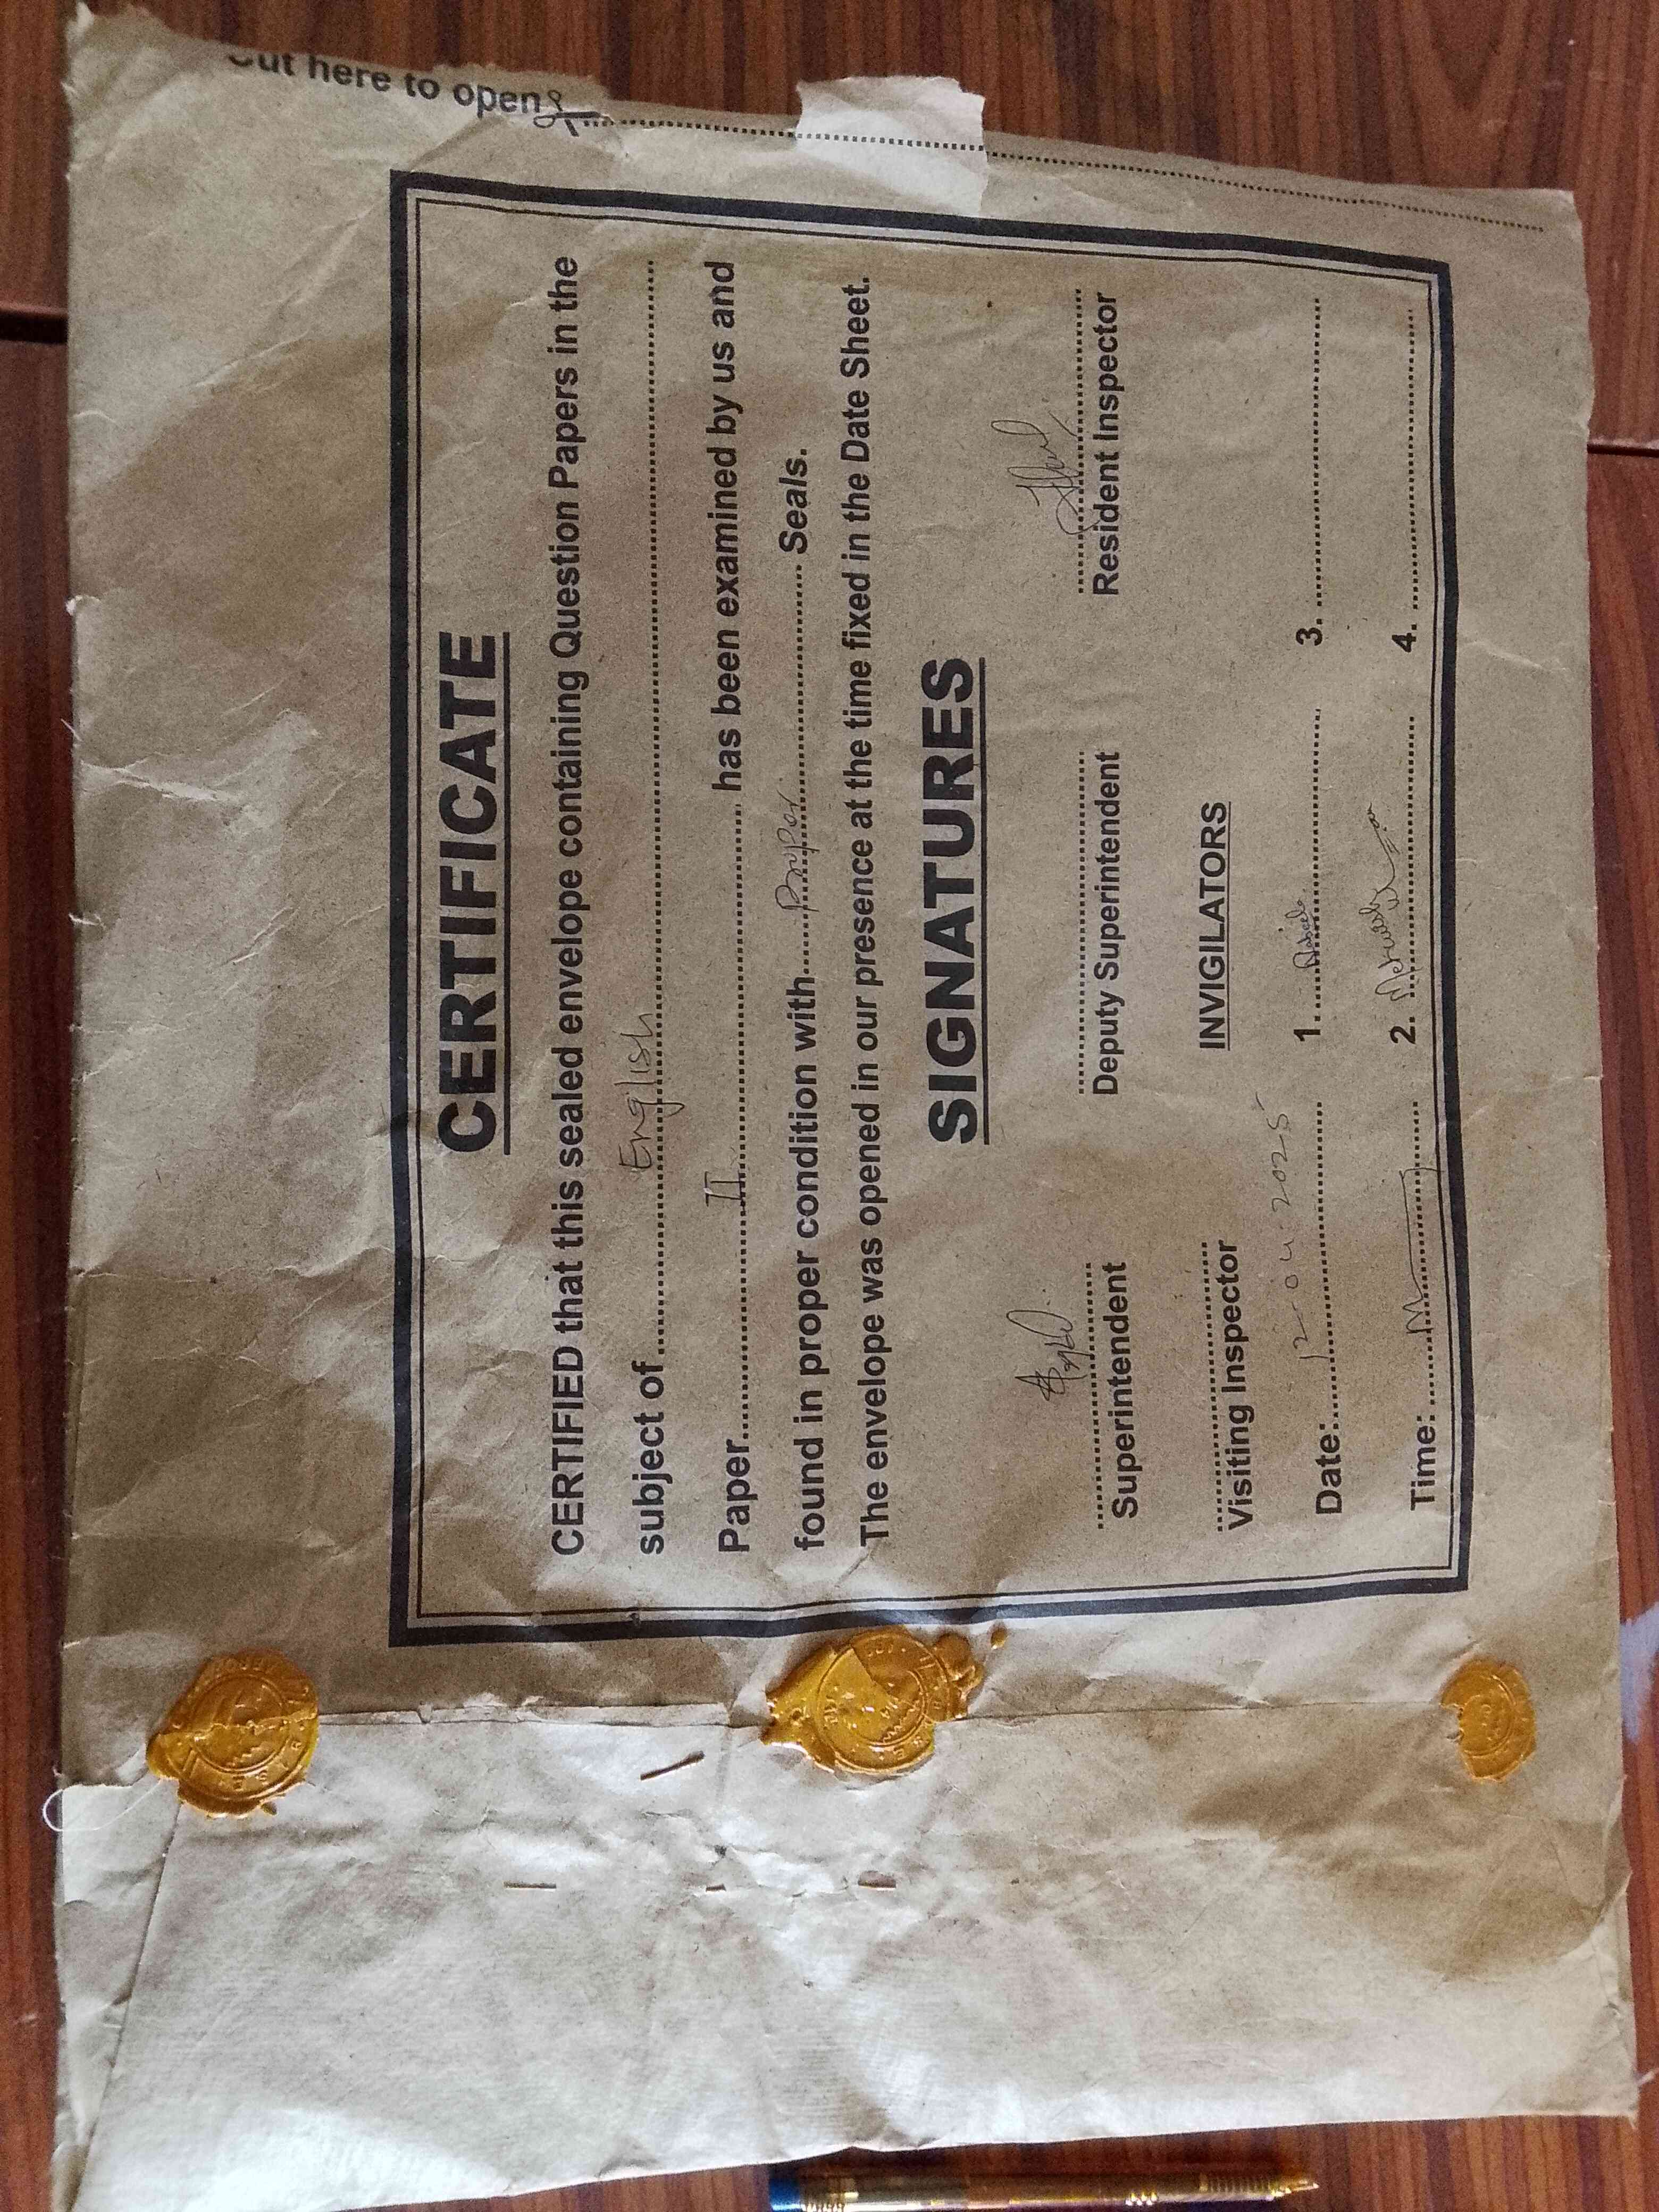 Cut here to open
CERTIFICATE
CERTIFIED that this sealed envelope containing Question Papers in the
subject of English
Paper II has been examined by us and
found in proper condition with Proper Seals.
The envelope was opened in our presence at the time fixed in the Date Sheet.
SIGNATURES
Superintendent Deputy Superintendent Resident Inspector
Visiting Inspector INVIGILATORS
Date: 12-04-2025 1. 3.
Time: 2. 4.